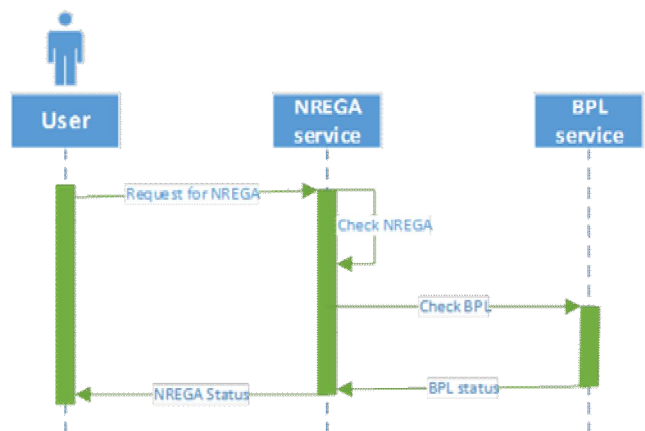 User
NREGA
service
BPL
service
Request for NREGA
Check NREGA
Check BPL
BPL status
NREGA Status